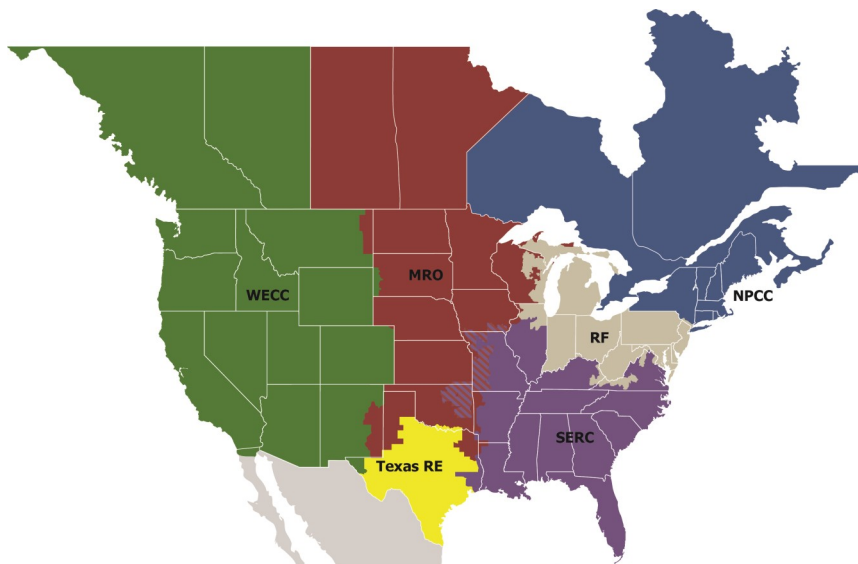 MRO
WECC
NPCC
RF
SERC
Texas RE